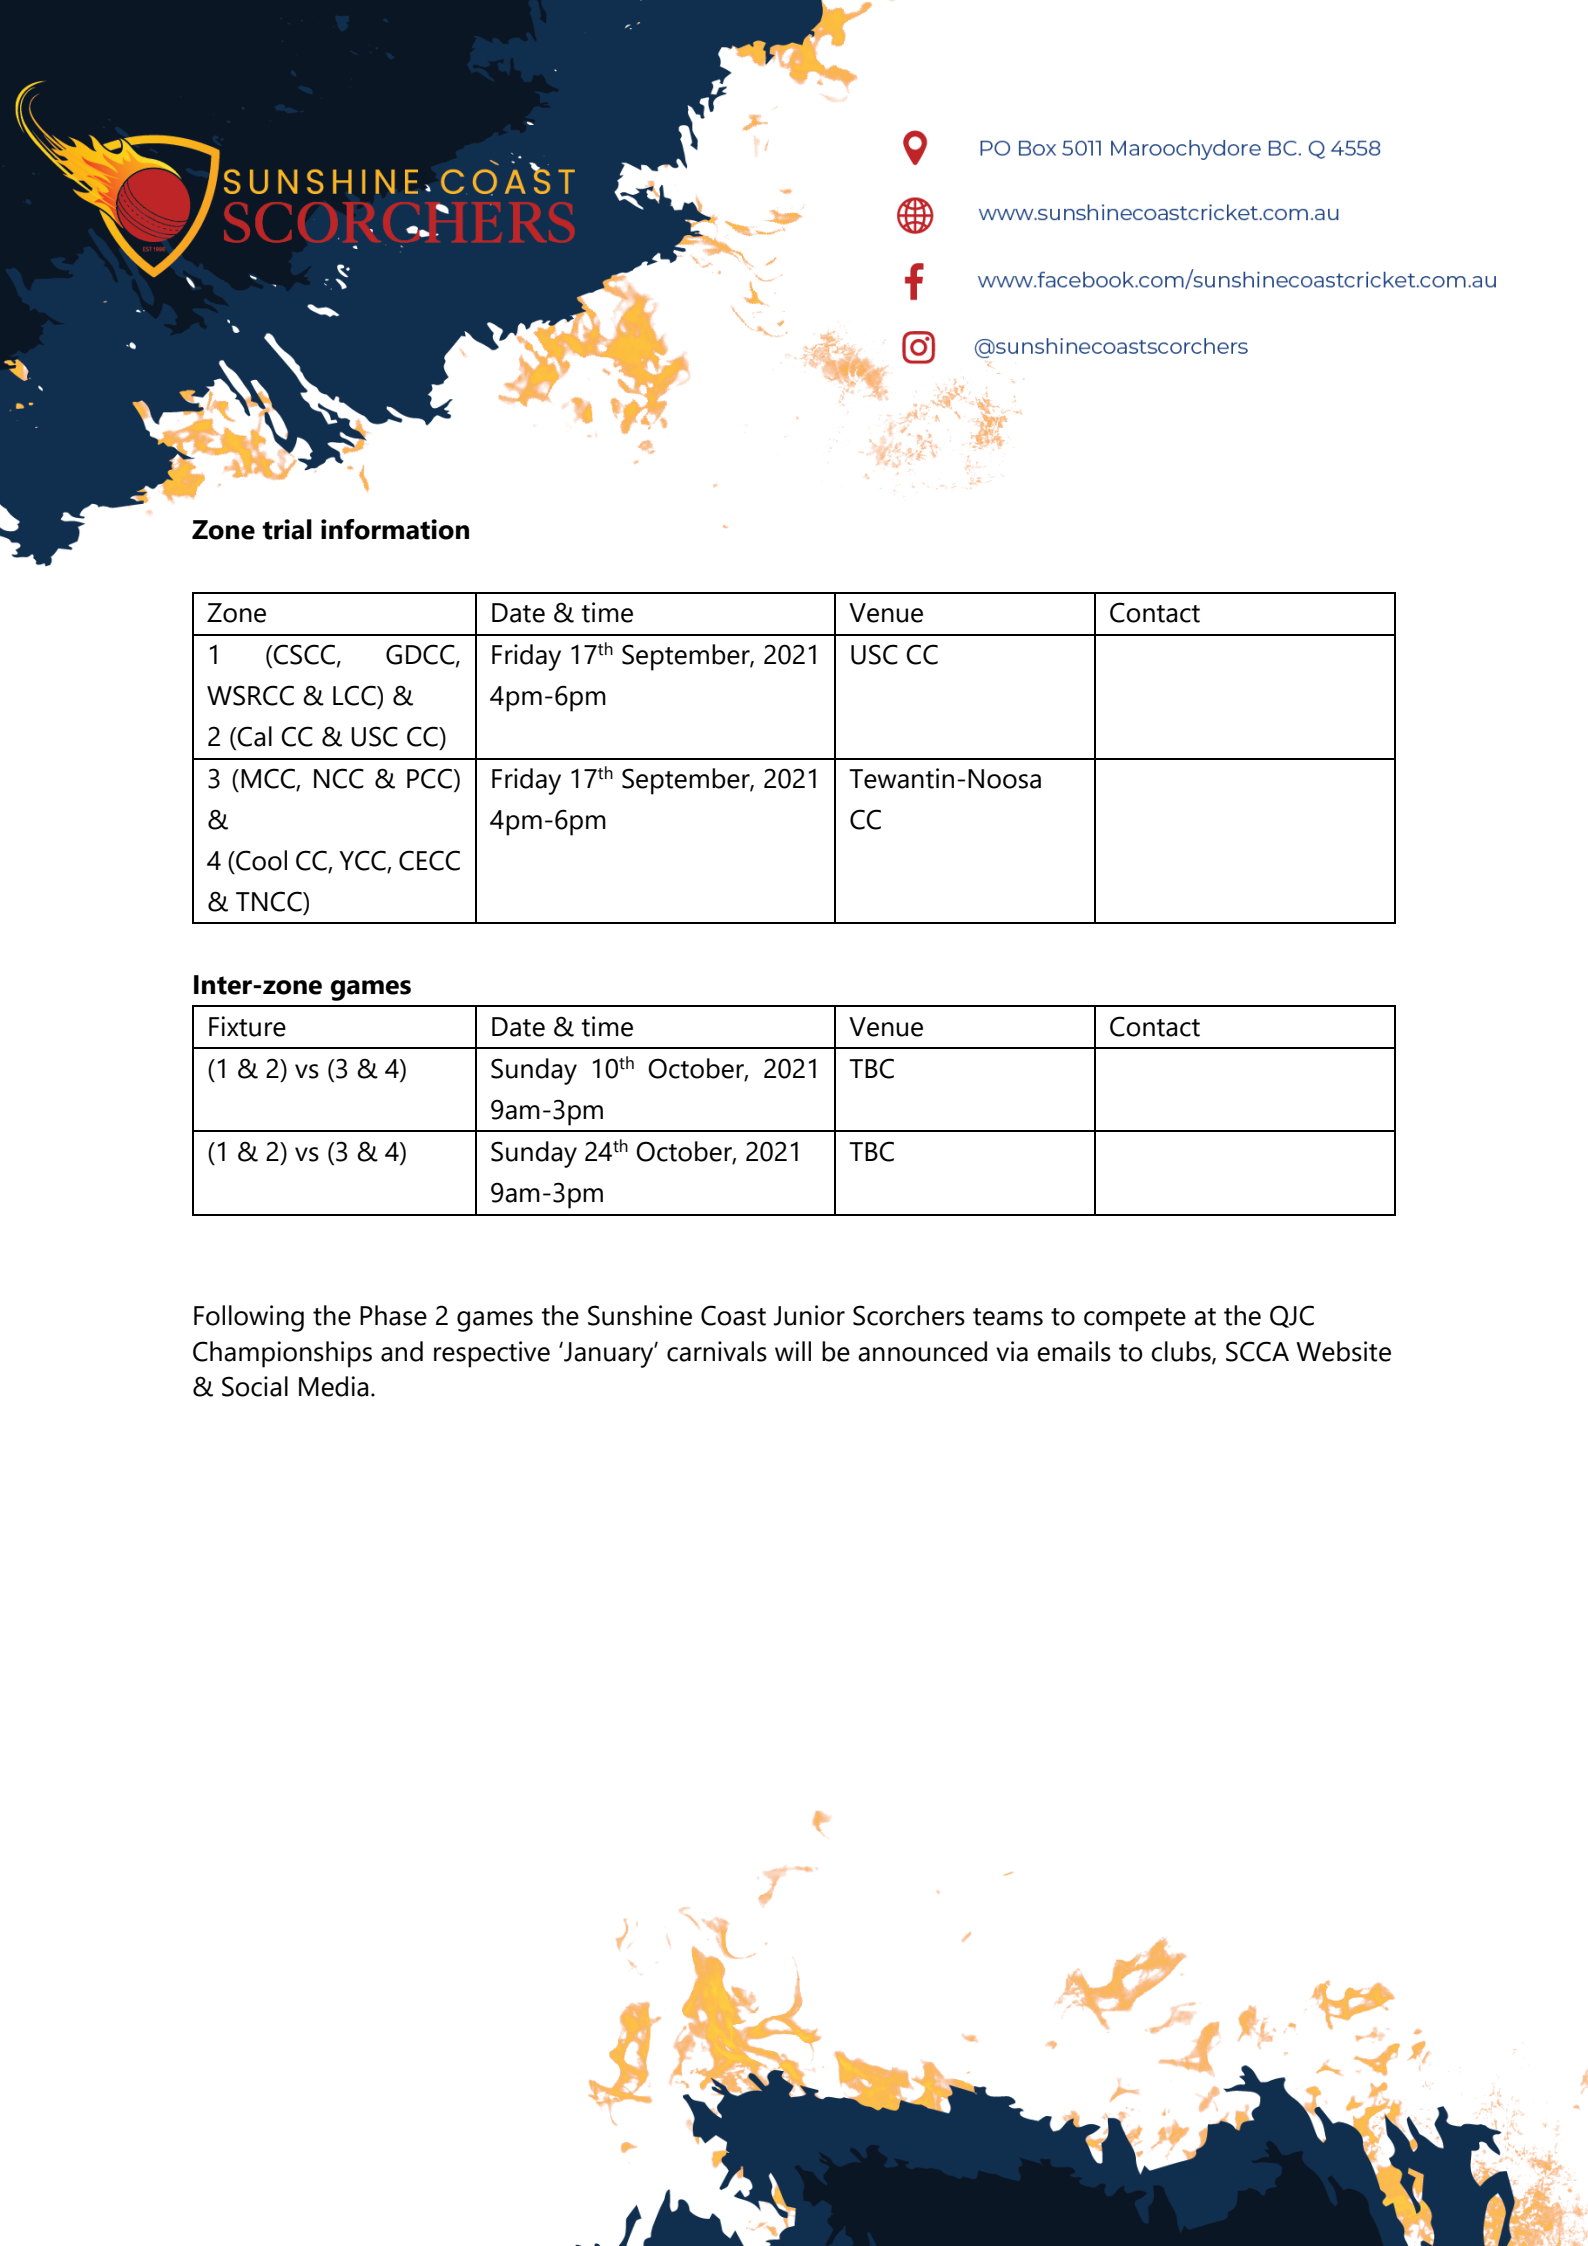 SUNSHINE COAST
SCORCHERS
EST 1966
PO Box 5011 Maroochydore BC. Q 4558
www.sunshinecoastcricket.com.au
www.facebook.com/sunshinecoastcricket.com.au
@sunshinecoastscorchers
Zone trial information
Zone Date & time Venue Contact
1 (CSCC, GDCC, Friday 17th September, 2021 USC CC
WSRCC & LCC) & 4pm-6pm
2 (Cal CC & USC CC)
3 (MCC, NCC & PCC) Friday 17th September, 2021 Tewantin-Noosa
& 4pm-6pm CC
4 (Cool CC, YCC, CECC
& TNCC)
Inter-zone games
Fixture Date & time Venue Contact
(1 & 2) vs (3 & 4) Sunday 10th October, 2021 TBC
9am-3pm
(1 & 2) vs (3 & 4) Sunday 24th October, 2021 TBC
9am-3pm
Following the Phase 2 games the Sunshine Coast Junior Scorchers teams to compete at the QJC
Championships and respective ‘January’ carnivals will be announced via emails to clubs, SCCA Website
& Social Media.